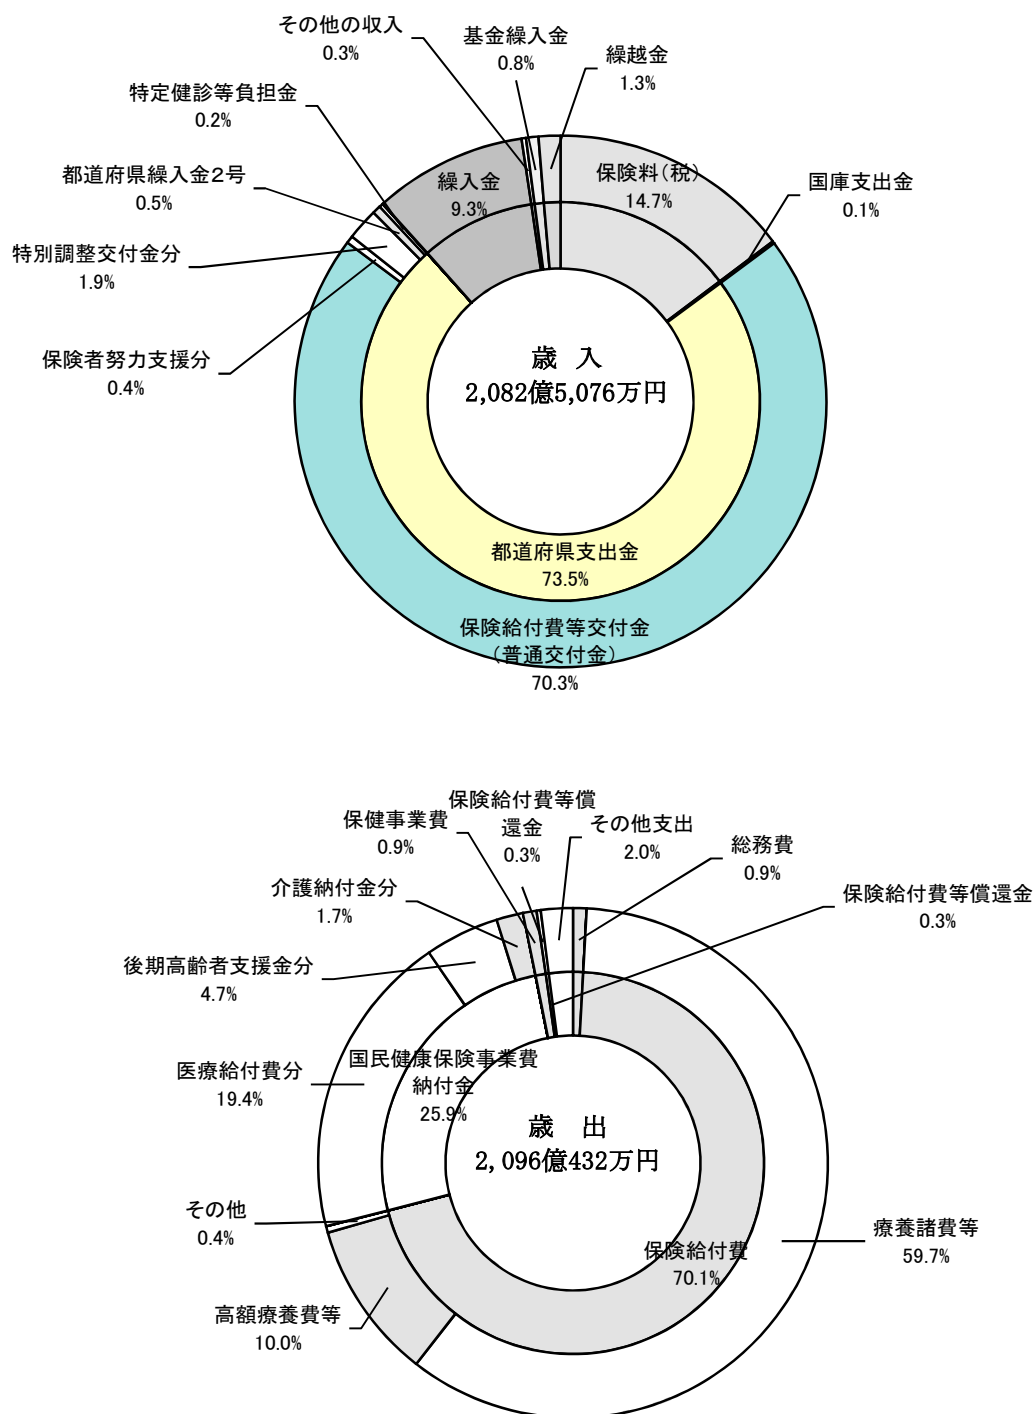 その他の収入
0.3%
基金繰入金
0.8%
繰越金
1.3%
特定健診等負担金
0.2%
都道府県繰入金2号
0.5%
特別調整交付金分
1.9%
保険者努力支援分
0.4%
繰入金
9.3%
保険料(税)
14.7%
国庫支出金
0.1%
歳 入
2,082億5,076万円
都道府県支出金
73.5%
保険給付費等交付金
(普通交付金)
70.3%
保険給付費等償
還金
0.3%
保健事業費
0.9%
その他支出
2.0%
総務費
0.9%
介護納付金分
1.7%
保険給付費等償還金
0.3%
後期高齢者支援金分
4.7%
医療給付費分
19.4%
国民健康保険事業費
納付金
25.9%
歳 出
2,096億432万円
その他
0.4%
高額療養費等
10.0%
保険給付費
70.1%
療養諸費等
59.7%